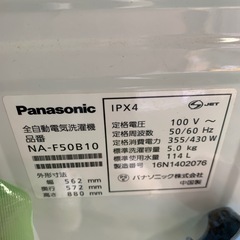 Panasonic
全自動電気洗濯機
品番
NA-F50B10
外形寸法
幅 562 mm
奥行 572 mm
高さ 880 mm
IPX4
JET
定格電圧 100 V ～
定格周波数 50/60 Hz
定格消費電力 355/430 W
標準洗濯容量 5.0 kg
標準使用水量 114 L
16N1402076
パナソニック株式会社
中国製